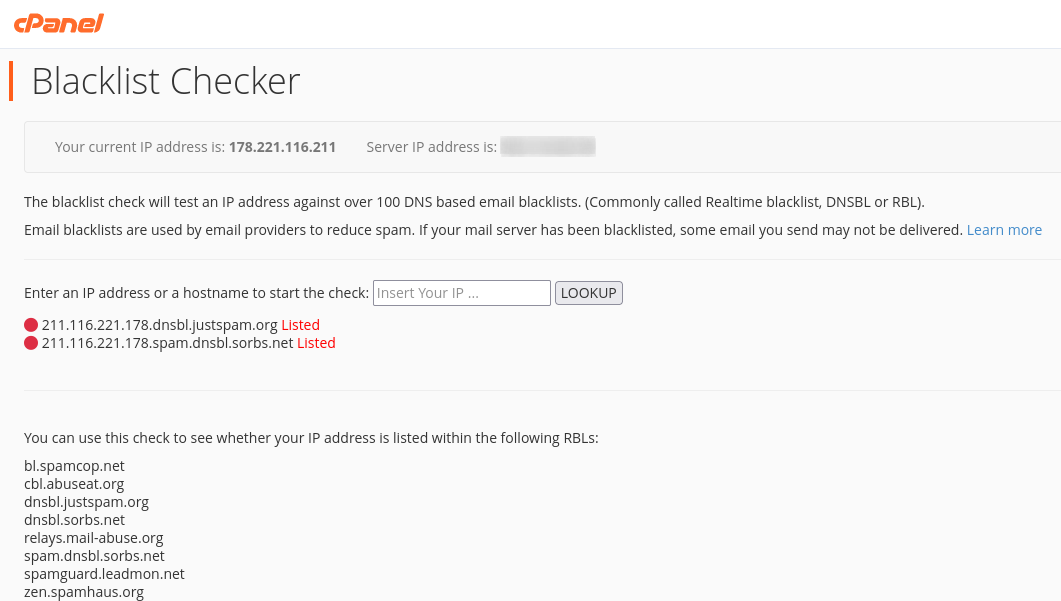 cPanel
Blacklist Checker
Your current IP address is: 178.221.116.211 Server IP address is:
The blacklist check will test an IP address against over 100 DNS based email blacklists. (Commonly called Realtime blacklist, DNSBL or RBL).
Email blacklists are used by email providers to reduce spam. If your mail server has been blacklisted, some email you send may not be delivered. Learn more
Enter an IP address or a hostname to start the check: Insert Your IP ... LOOKUP
211.116.221.178.dnsbl.justspam.org Listed
211.116.221.178.spam.dnsbl.sorbs.net Listed
You can use this check to see whether your IP address is listed within the following RBLs:
bl.spamcop.net
cbl.abuseat.org
dnsbl.justspam.org
dnsbl.sorbs.net
relays.mail-abuse.org
spam.dnsbl.sorbs.net
spamguard.leadmon.net
zen.spamhaus.org